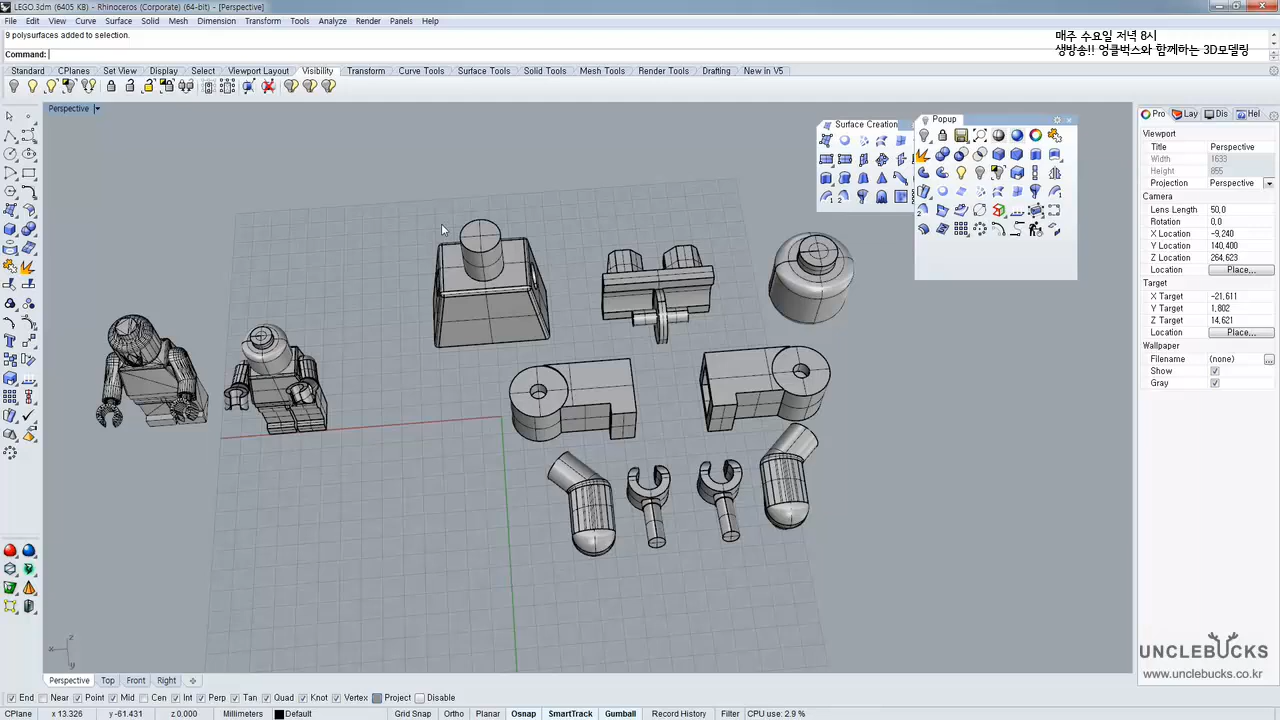 LEGO.3dm (6405 KB) - Rhinoceros (Corporate) (64-bit) - [Perspective]
File Edit View Curve Surface Solid Mesh Dimension Transform Tools Analyze Render Panels Help
9 polysurfaces added to selection.
매주 수요일 저녁 8시
생방송!! 엉클벅스와 함께하는 3D모델링
Command:
Standard CPlanes Set View Display Select Viewport Layout Visibility Transform Curve Tools Surface Tools Solid Tools Mesh Tools Render Tools Drafting New in V5
Perspective
Surface Creation
Popup
Pro Lay Dis Hel
Viewport
Title Perspective
Width 1633
Height 855
Projection Perspective
Camera
Lens Length 50,0
Rotation 0,0
X Location -9,240
Y Location 140,400
Z Location 264,623
Location Place...
Target
X Target -21,611
Y Target 1,802
Z Target 14,621
Location Place...
Wallpaper
Filename (none)
Show
Gray
z
x
y
UNCLEBUCKS
www.unclebucks.co.kr
Perspective Top Front Right
End Near Point Mid Cen Int Perp Tan Quad Knot Vertex Project Disable
CPlane x 13.326 y -61.431 z 0.000 Millimeters Default Grid Snap Ortho Planar Osnap SmartTrack Gumball Record History Filter CPU use: 2.9 %